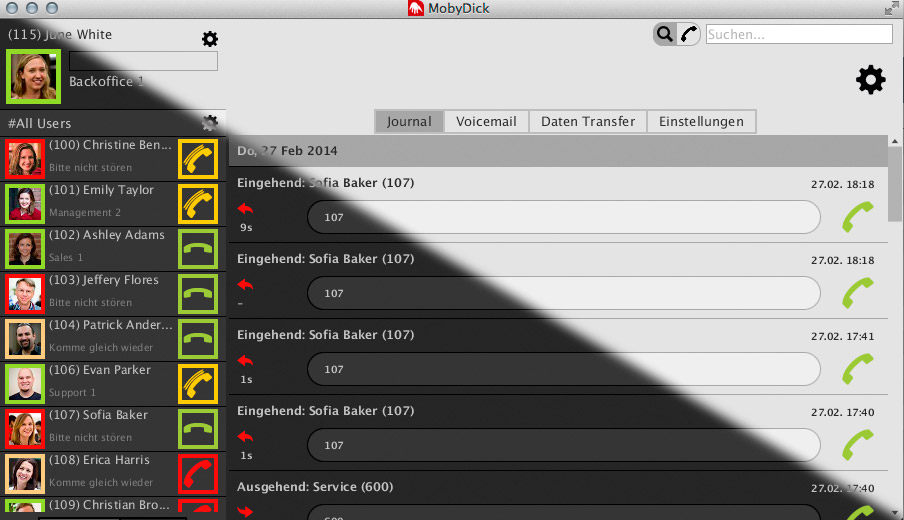 MobyDick
(115) June White
Suchen...
Backoffice 1
#All Users
(100) Christine Ben...
Bitte nicht stören
(101) Emily Taylor
Management 2
(102) Ashley Adams
Sales 1
(103) Jeffery Flores
Bitte nicht stören
(104) Patrick Ander...
Komme gleich wieder
(106) Evan Parker
Support 1
(107) Sofia Baker
Bitte nicht stören
(108) Erica Harris
Komme gleich wieder
(109) Christian Bro...
Journal
Voicemail
Daten Transfer
Einstellungen
Do, 27 Feb 2014
Eingehend: Sofia Baker (107)
27.02. 18:18
107
9s
Eingehend: Sofia Baker (107)
27.02. 18:18
107
–
Eingehend: Sofia Baker (107)
27.02. 17:41
107
1s
Eingehend: Sofia Baker (107)
27.02. 17:40
107
1s
Ausgehend: Service (600)
27.02. 17:40
600